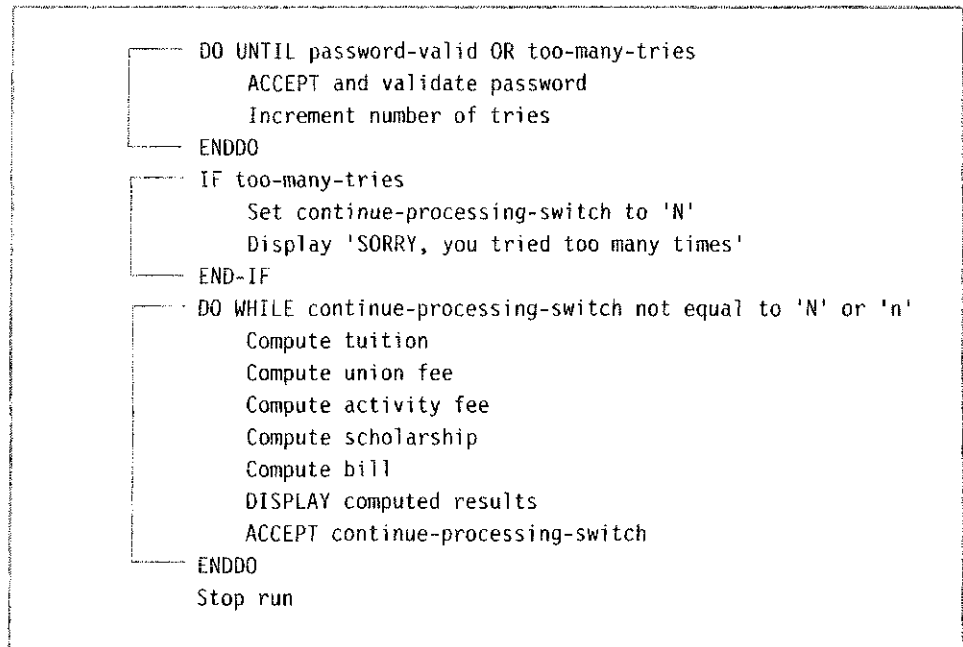 DO UNTIL password-valid OR too-many-tries
ACCEPT and validate password
Increment number of tries
ENDDO
IF too-many-tries
Set continue-processing-switch to 'N'
Display 'SORRY, you tried too many times'
END-IF
DO WHILE continue-processing-switch not equal to 'N' or 'n'
Compute tuition
Compute union fee
Compute activity fee
Compute scholarship
Compute bill
DISPLAY computed results
ACCEPT continue-processing-switch
ENDDO
Stop run